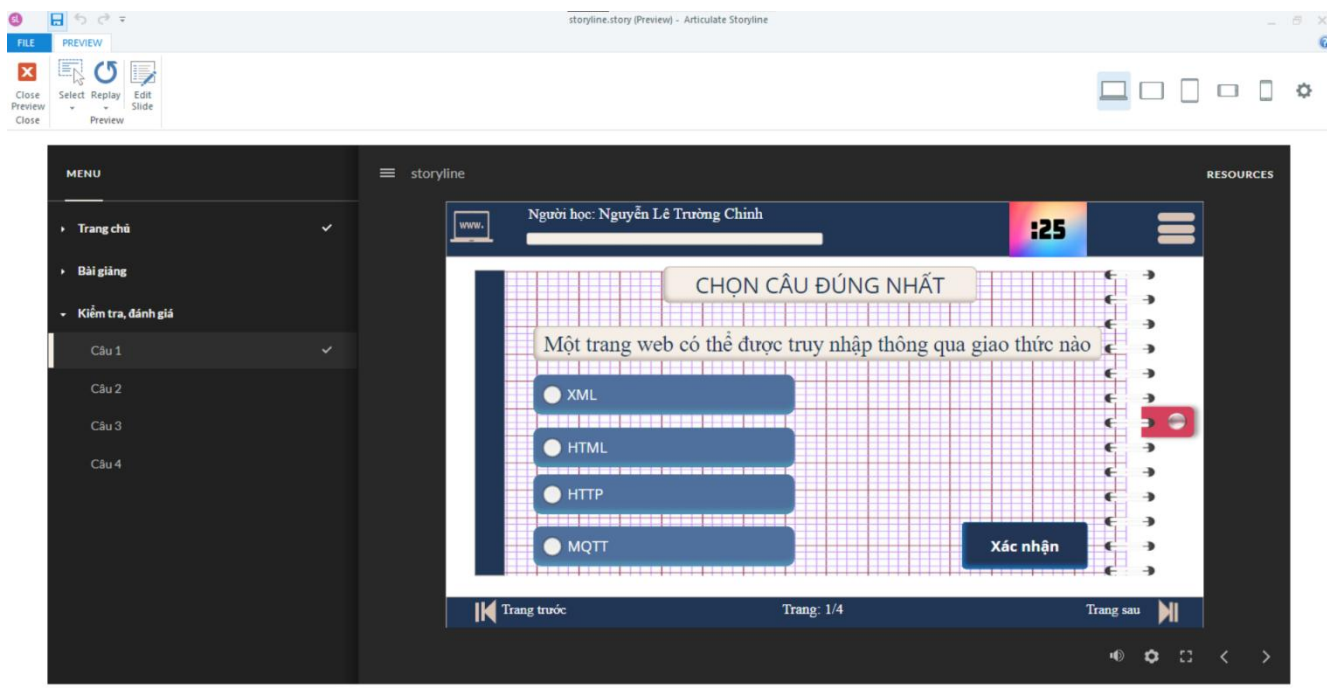 sl
storyline.story (Preview) - Articulate Storyline
FILE PREVIEW
Close Preview
Select
Replay
Edit Slide
Close
Preview
MENU
Trang chủ
Bài giảng
Kiểm tra, đánh giá
Câu 1
Câu 2
Câu 3
Câu 4
storyline
RESOURCES
www.
Người học: Nguyễn Lê Trường Chinh
:25
CHỌN CÂU ĐÚNG NHẤT
Một trang web có thể được truy nhập thông qua giao thức nào
XML
HTML
HTTP
MQTT
Xác nhận
Trang trước
Trang: 1/4
Trang sau